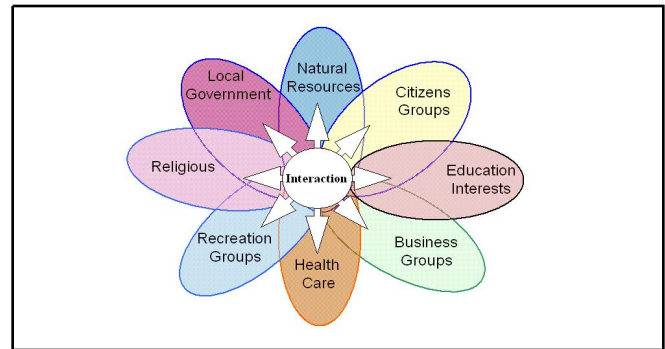 Natural
Resources
Citizens
Groups
Education
Interests
Business
Groups
Health
Care
Recreation
Groups
Religious
Local
Government
Interaction